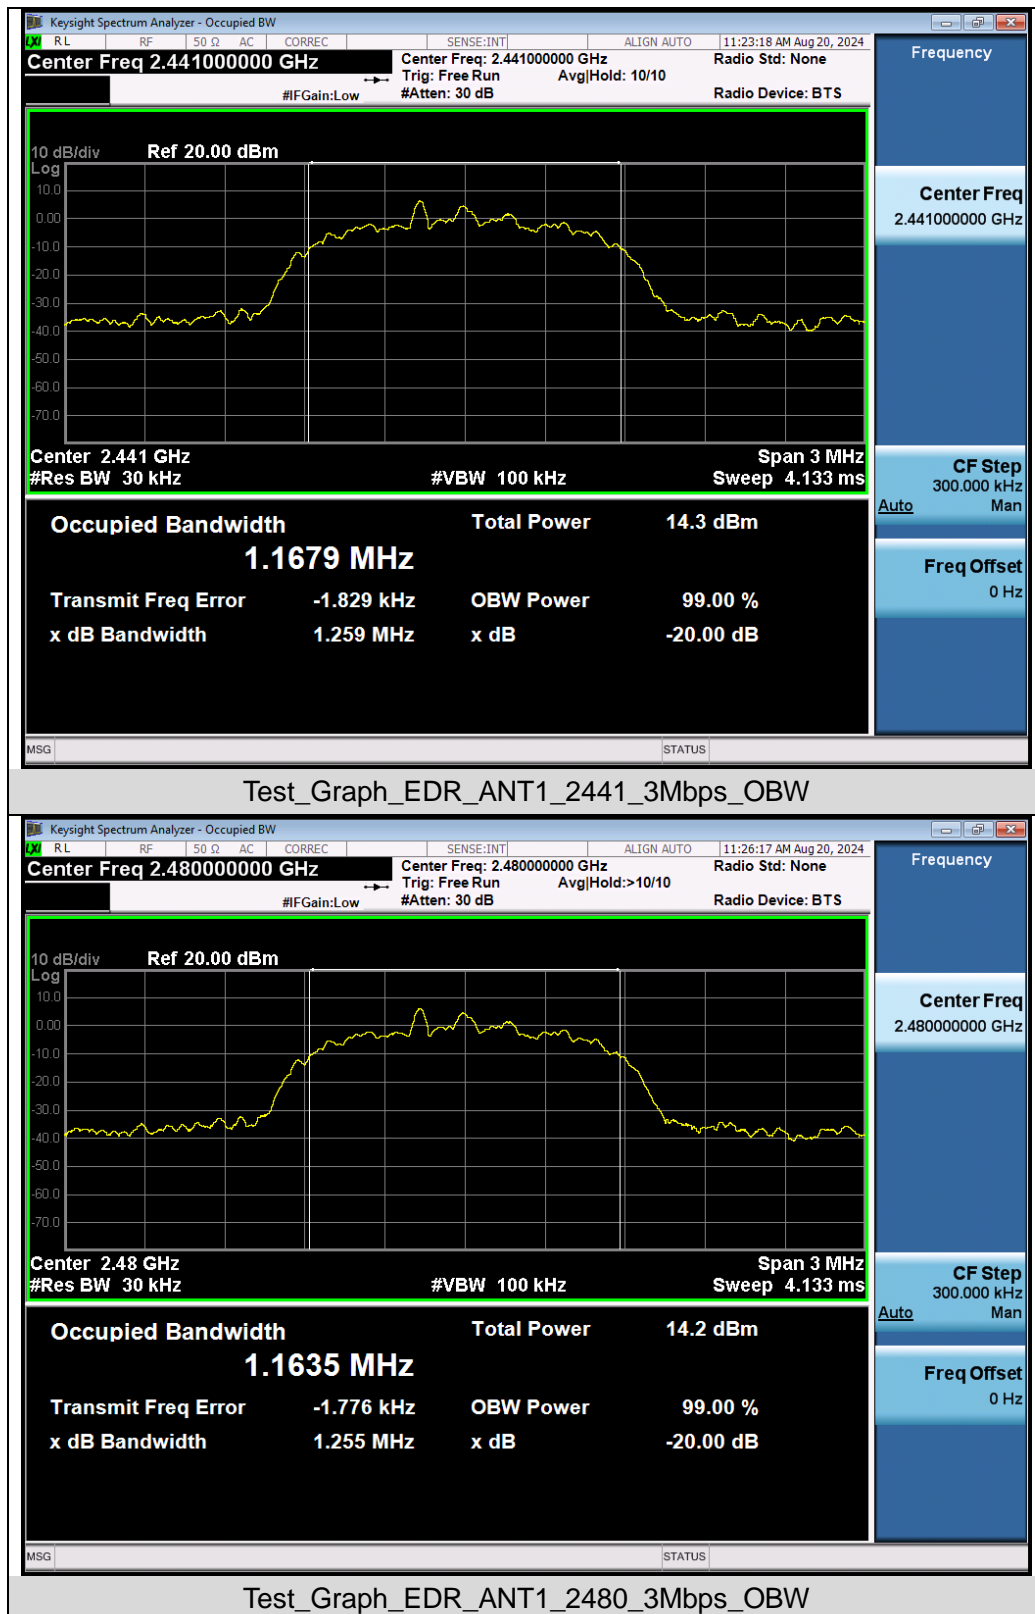 Keysight Spectrum Analyzer - Occupied BW
LXI RL RF 50 Ω AC CORREC SENSE:INT ALIGN AUTO 11:23:18 AM Aug 20, 2024
Center Freq 2.441000000 GHz
Center Freq: 2.441000000 GHz
Radio Std: None
Trig: Free Run Avg|Hold: 10/10
#IFGain:Low #Atten: 30 dB
Radio Device: BTS
10 dB/div Ref 20.00 dBm
Log
10.0
0.00
-10.0
-20.0
-30.0
-40.0
-50.0
-60.0
-70.0
Center 2.441 GHz Span 3 MHz
#Res BW 30 kHz #VBW 100 kHz Sweep 4.133 ms
Occupied Bandwidth Total Power 14.3 dBm
1.1679 MHz
Transmit Freq Error -1.829 kHz OBW Power 99.00 %
x dB Bandwidth 1.259 MHz x dB -20.00 dB
MSG STATUS
Frequency
Center Freq
2.441000000 GHz
CF Step
300.000 kHz
Auto Man
Freq Offset
0 Hz
Test_Graph_EDR_ANT1_2441_3Mbps_OBW
Keysight Spectrum Analyzer - Occupied BW
LXI RL RF 50 Ω AC CORREC SENSE:INT ALIGN AUTO 11:26:17 AM Aug 20, 2024
Center Freq 2.480000000 GHz
Center Freq: 2.480000000 GHz
Radio Std: None
Trig: Free Run Avg|Hold:>10/10
#IFGain:Low #Atten: 30 dB
Radio Device: BTS
10 dB/div Ref 20.00 dBm
Log
10.0
0.00
-10.0
-20.0
-30.0
-40.0
-50.0
-60.0
-70.0
Center 2.48 GHz Span 3 MHz
#Res BW 30 kHz #VBW 100 kHz Sweep 4.133 ms
Occupied Bandwidth Total Power 14.2 dBm
1.1635 MHz
Transmit Freq Error -1.776 kHz OBW Power 99.00 %
x dB Bandwidth 1.255 MHz x dB -20.00 dB
MSG STATUS
Frequency
Center Freq
2.480000000 GHz
CF Step
300.000 kHz
Auto Man
Freq Offset
0 Hz
Test_Graph_EDR_ANT1_2480_3Mbps_OBW